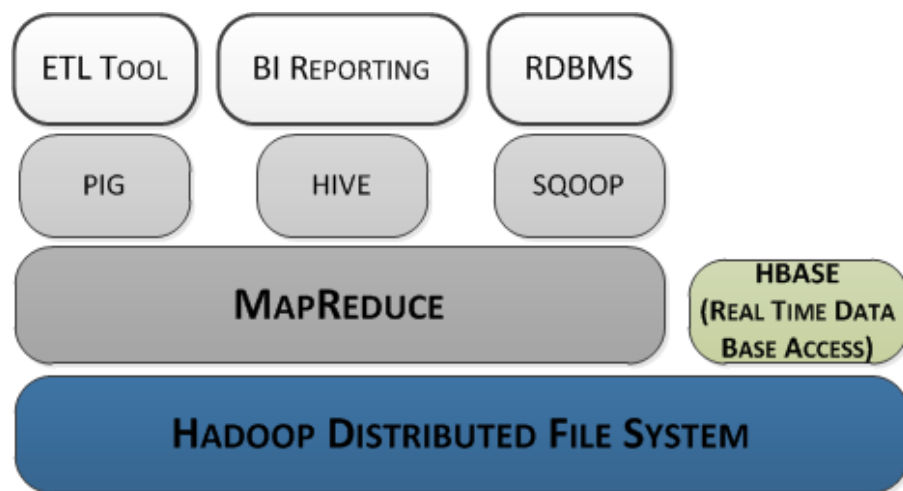 ETL TOOL
BI REPORTING
RDBMS
PIG
HIVE
SQOOP
MAPREDUCE
HBASE
(REAL TIME DATA
BASE ACCESS)
HADOOP DISTRIBUTED FILE SYSTEM